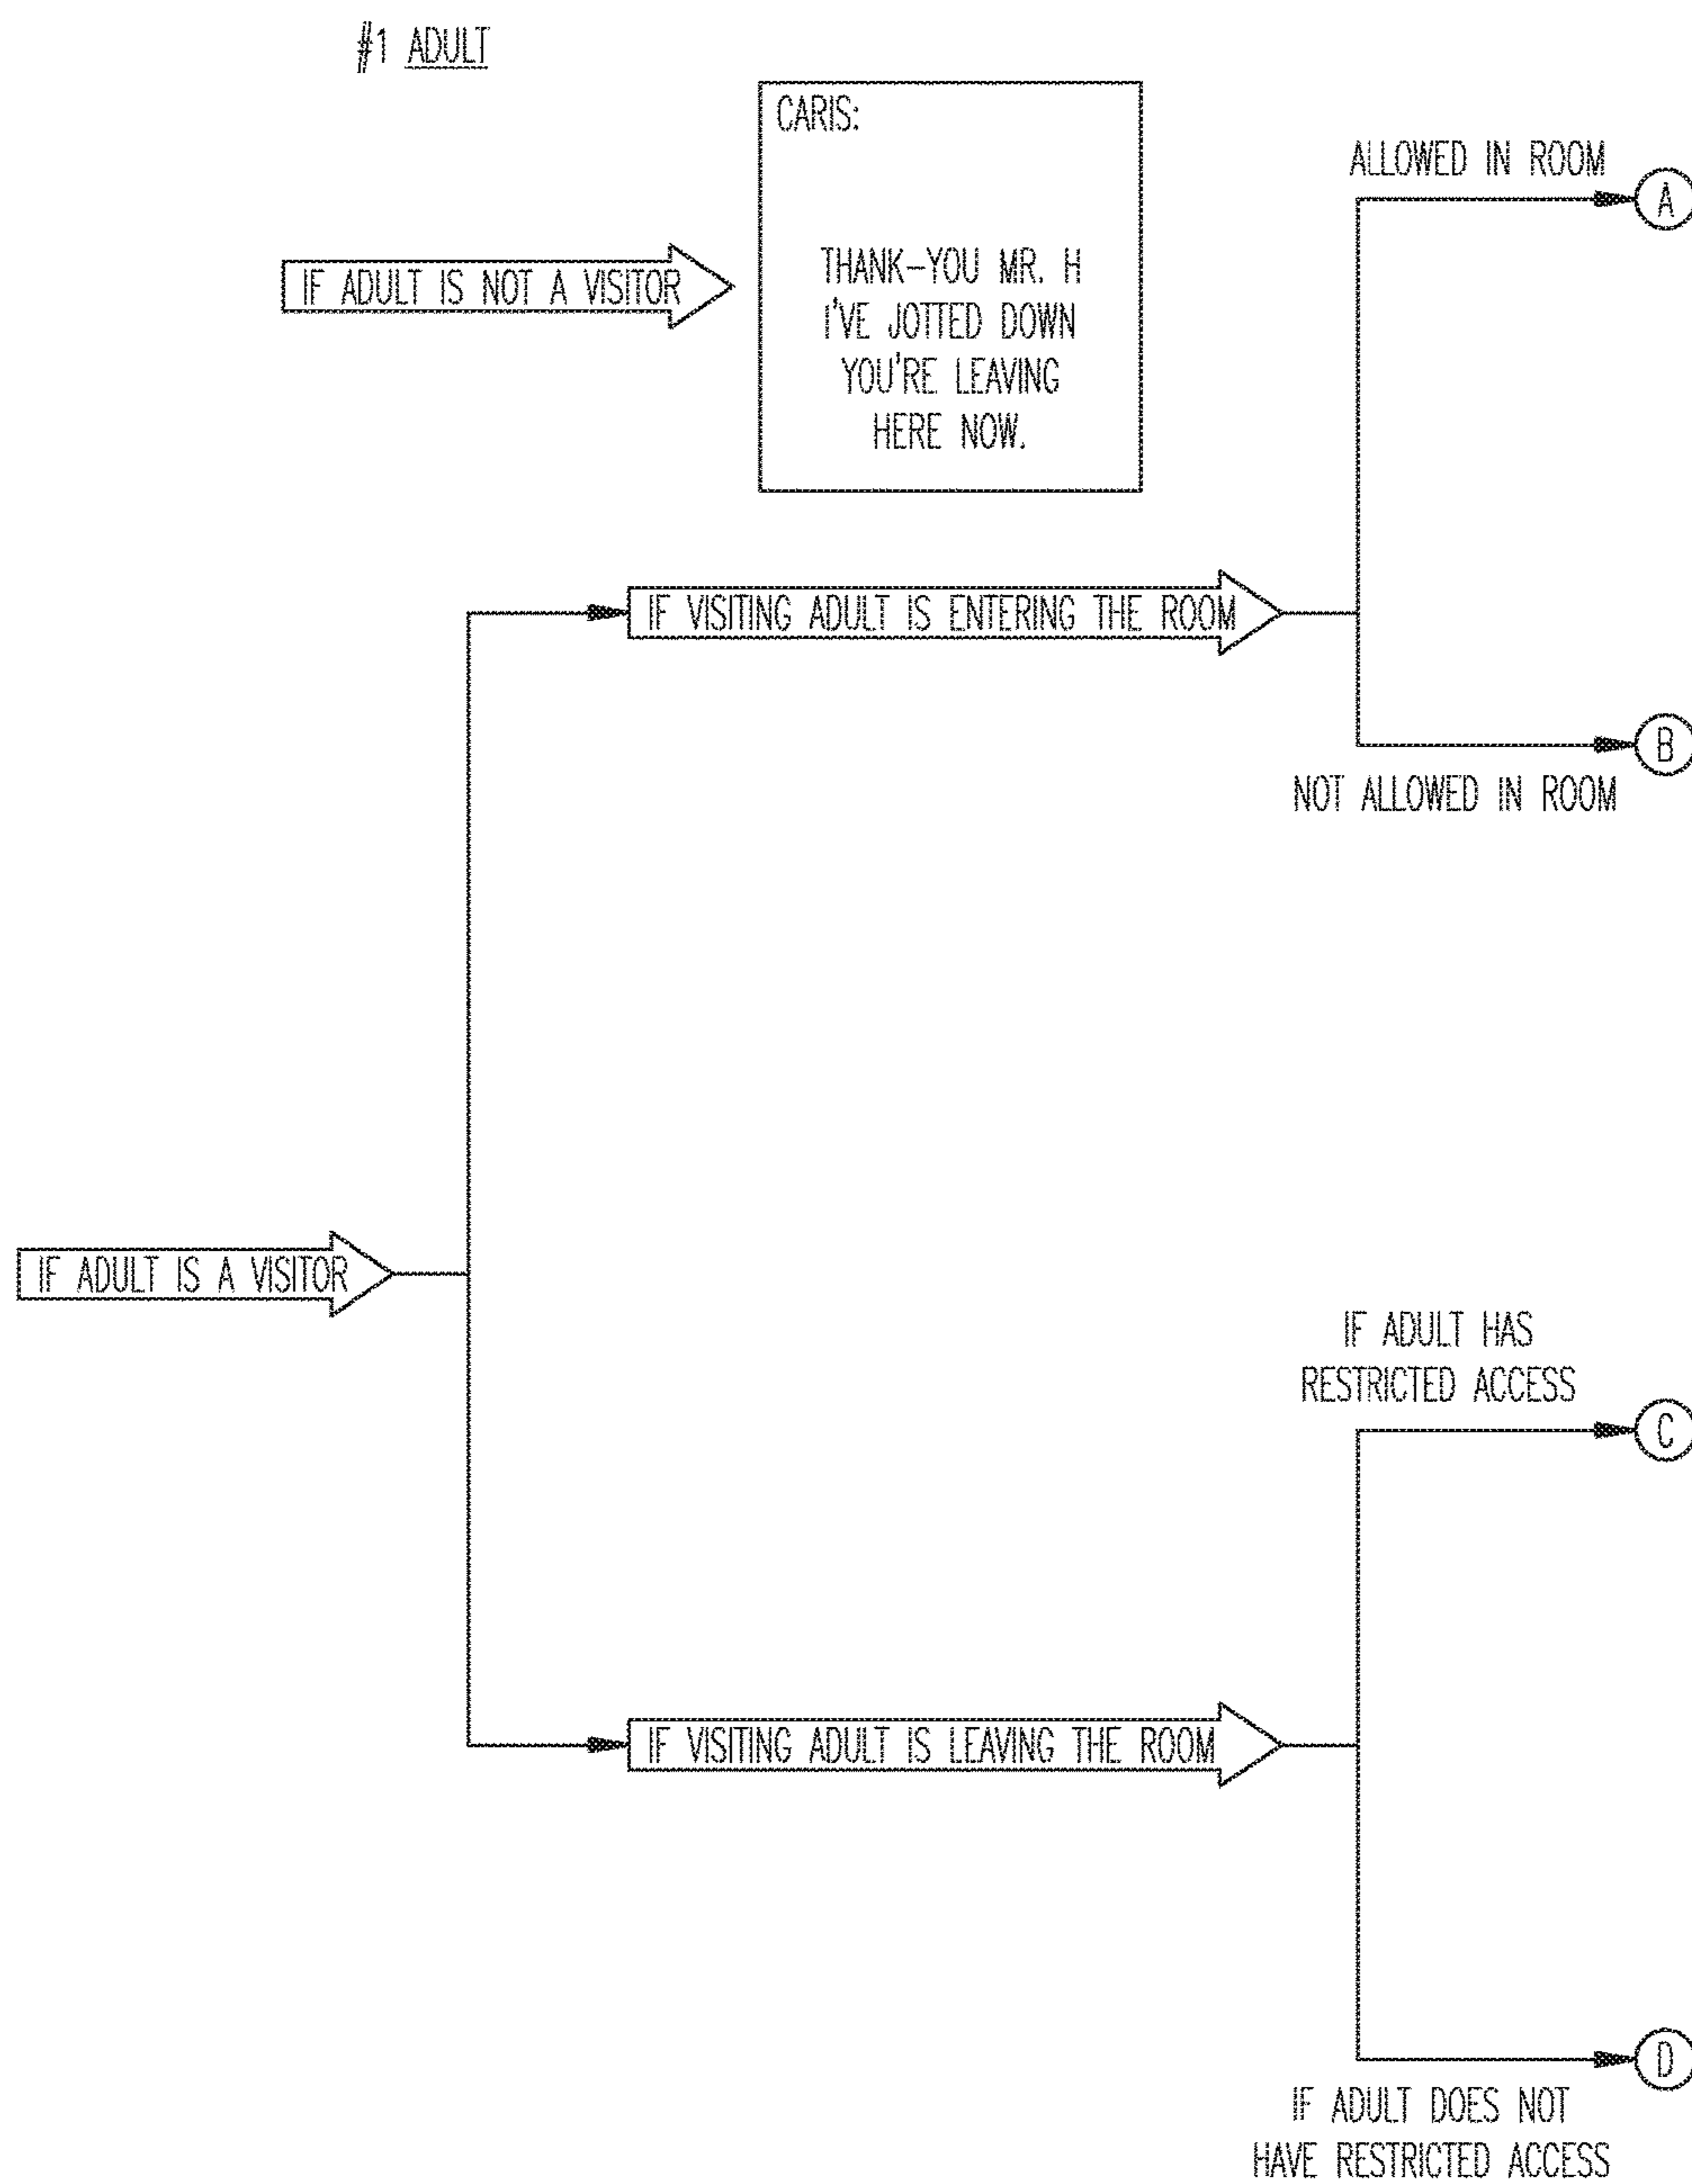 #1 ADULT
CARIS:
THANK-YOU MR. H
I'VE JOTTED DOWN
YOU'RE LEAVING
HERE NOW.
IF ADULT IS NOT A VISITOR
ALLOWED IN ROOM
A
IF VISITING ADULT IS ENTERING THE ROOM
B
NOT ALLOWED IN ROOM
IF ADULT IS A VISITOR
IF ADULT HAS
RESTRICTED ACCESS
C
IF VISITING ADULT IS LEAVING THE ROOM
D
IF ADULT DOES NOT
HAVE RESTRICTED ACCESS